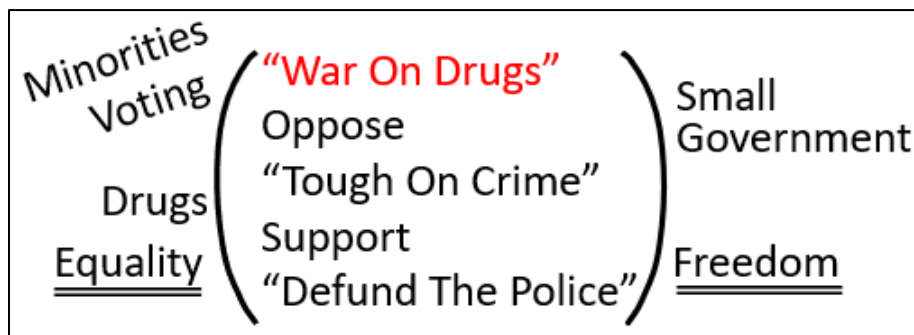 Minorities
Voting
Drugs
Equality
“War On Drugs”
Oppose
“Tough On Crime”
Support
“Defund The Police”
Small
Government
Freedom